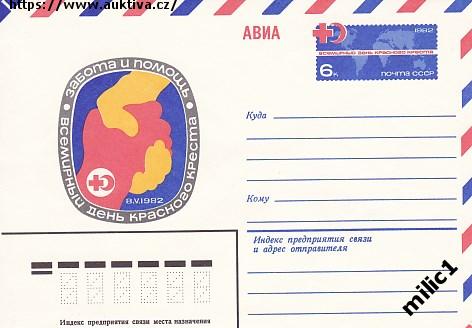 https://www.auktiva.cz/
АВИА
1982
ВСЕМИРНЫЙ ДЕНЬ КРАСНОГО КРЕСТА
6к
ПОЧТА СССР
ЗАБОТА И ПОМОЩЬ
ВСЕМИРНЫЙ ДЕНЬ КРАСНОГО КРЕСТА
8.V.1982
Куда
Кому
Индекс предприятия связи
и адрес отправителя
Индекс предприятия связи места назначения
milic1